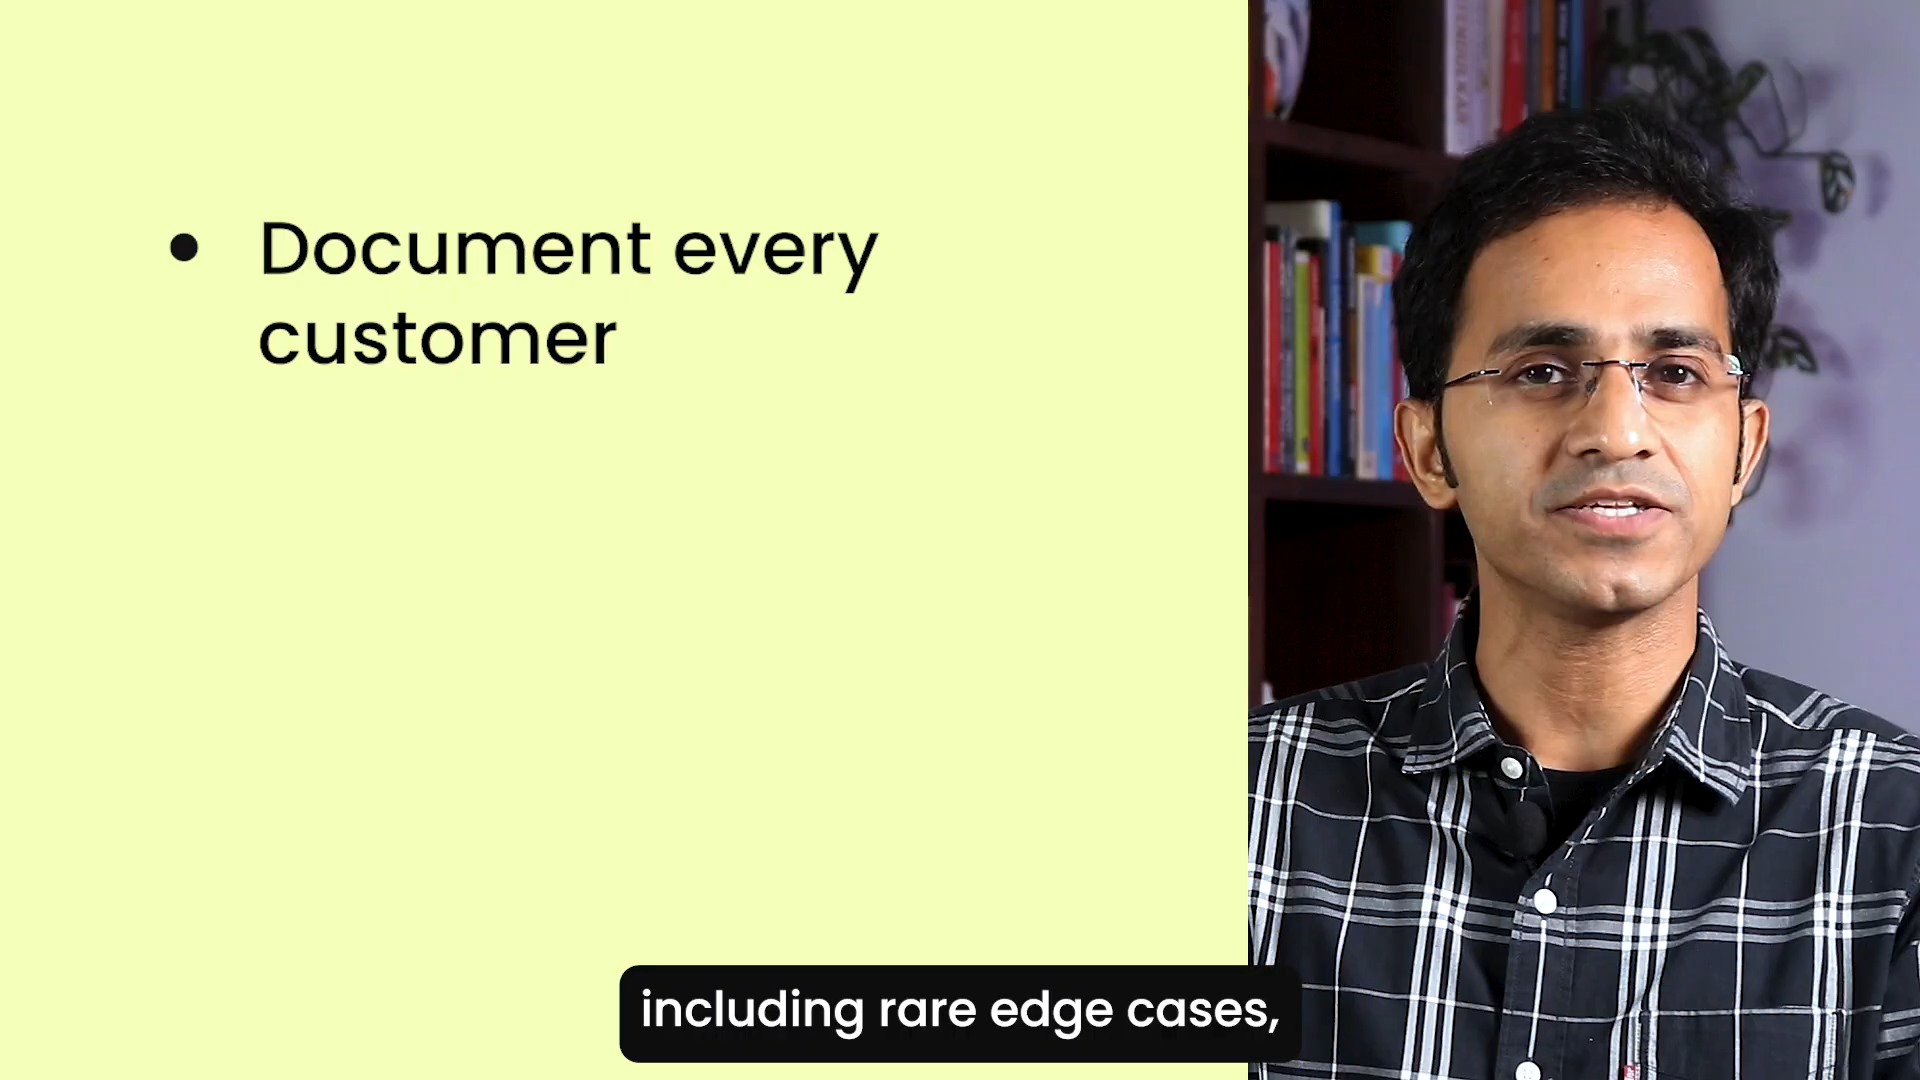 • Document every
customer
including rare edge cases,